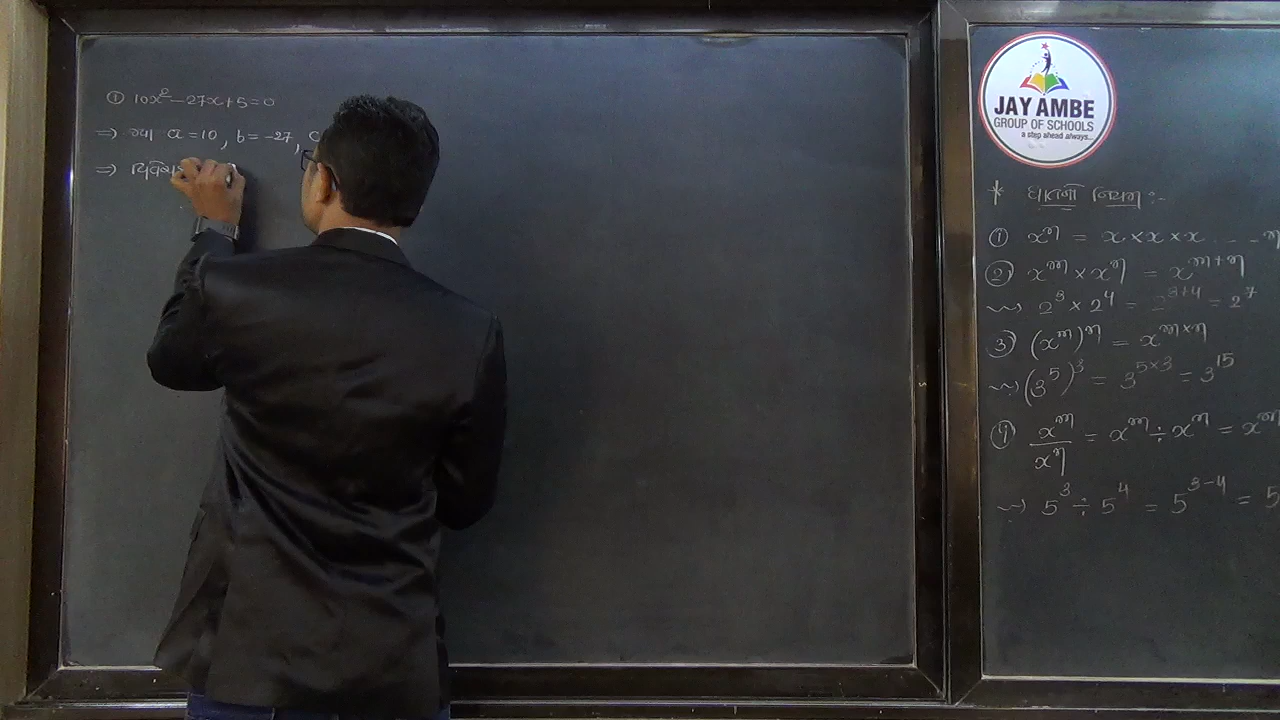 ① 10x² - 27x + 5 = 0
⇒ અહીં a = 10, b = -27, c
⇒
JAY AMBE
GROUP OF SCHOOLS
a step ahead always...
* ઘાતના નિયમ :-
① xⁿ = x × x × x . . . - n
② xᵐ × xⁿ = xᵐ⁺ⁿ
~> 2³ × 2⁴ = 2³⁺⁴ = 2⁷
③ (xᵐ)ⁿ = xᵐˣⁿ
~> (3⁵)³ = 3⁵ˣ³ = 3¹⁵
④ xᵐ/xⁿ = xᵐ ÷ xⁿ = xᵐ
~> 5³ ÷ 5⁴ = 5³⁻⁴ = 5